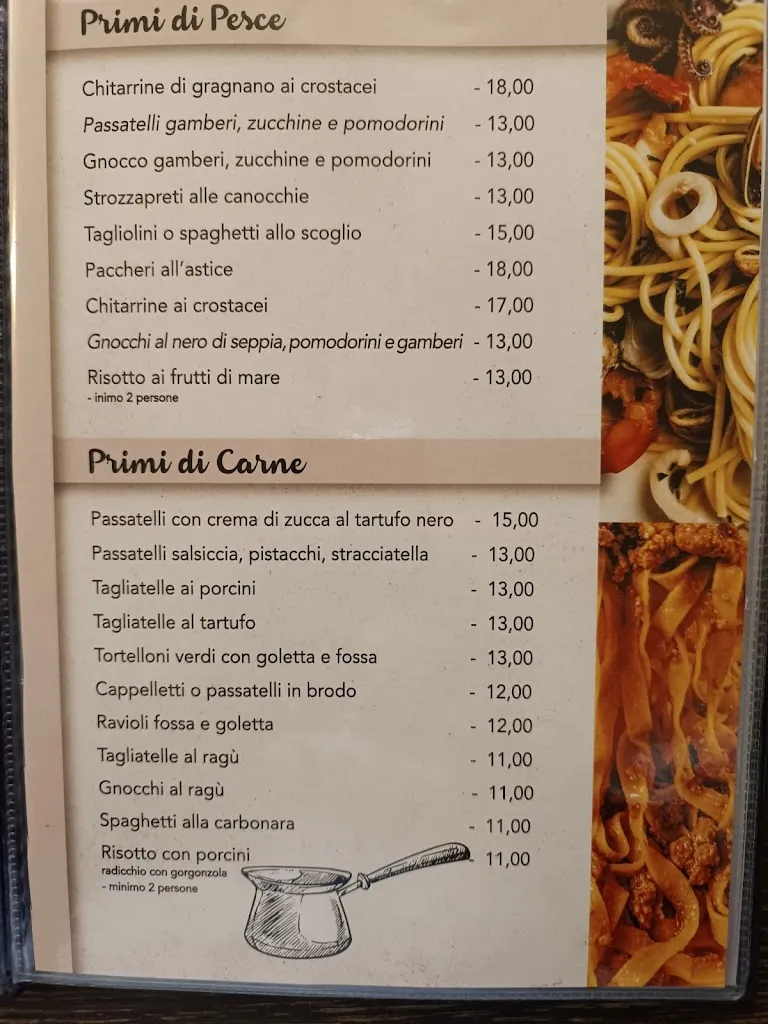 Primi di Pesce
Chitarrine di gragnano ai crostacei - 18,00
Passatelli gamberi, zucchine e pomodorini - 13,00
Gnocco gamberi, zucchine e pomodorini - 13,00
Strozzapreti alle canocchie - 13,00
Tagliolini o spaghetti allo scoglio - 15,00
Paccheri all'astice - 18,00
Chitarrine ai crostacei - 17,00
Gnocchi al nero di seppia, pomodorini e gamberi - 13,00
Risotto ai frutti di mare - 13,00
- inimo 2 persone
Primi di Carne
Passatelli con crema di zucca al tartufo nero - 15,00
Passatelli salsiccia, pistacchi, stracciatella - 13,00
Tagliatelle ai porcini - 13,00
Tagliatelle al tartufo - 13,00
Tortelloni verdi con goletta e fossa - 13,00
Cappelletti o passatelli in brodo - 12,00
Ravioli fossa e goletta - 12,00
Tagliatelle al ragù - 11,00
Gnocchi al ragù - 11,00
Spaghetti alla carbonara - 11,00
Risotto con porcini 11,00
radicchio con gorgonzola
- minimo 2 persone